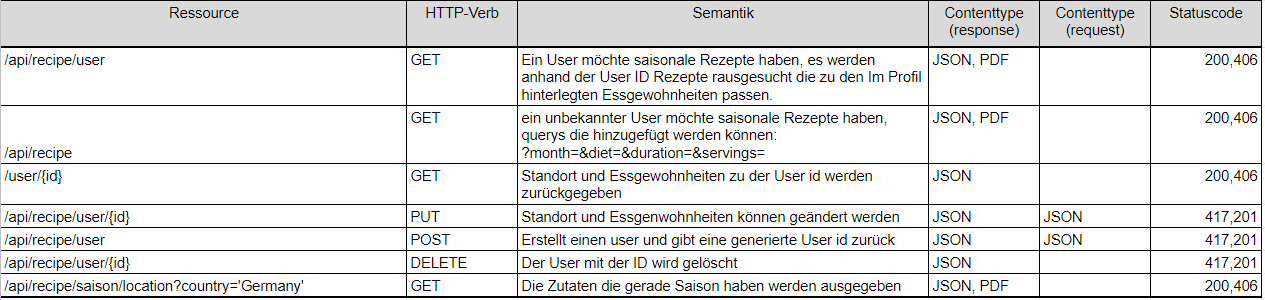 Ressource HTTP-Verb Semantik Contenttype (response) Contenttype (request) Statuscode
/api/recipe/user GET Ein User möchte saisonale Rezepte haben, es werden JSON, PDF 200,406
anhand der User ID Rezepte rausgesucht die zu den Im Profil
hinterlegten Essgewohnheiten passen.
GET ein unbekannter User möchte saisonale Rezepte haben, JSON, PDF 200,406
querys die hinzugefügt werden können:
/api/recipe ?month=&diet=&duration=&servings=
/user/{id} GET Standort und Essgewohnheiten zu der User id werden JSON 200,406
zurückgegeben
/api/recipe/user/{id} PUT Standort und Essgenwohnheiten können geändert werden JSON JSON 417,201
/api/recipe/user POST Erstellt einen user und gibt eine generierte User id zurück JSON JSON 417,201
/api/recipe/user/{id} DELETE Der User mit der ID wird gelöscht JSON 417,201
/api/recipe/saison/location?country='Germany' GET Die Zutaten die gerade Saison haben werden ausgegeben JSON, PDF 200,406